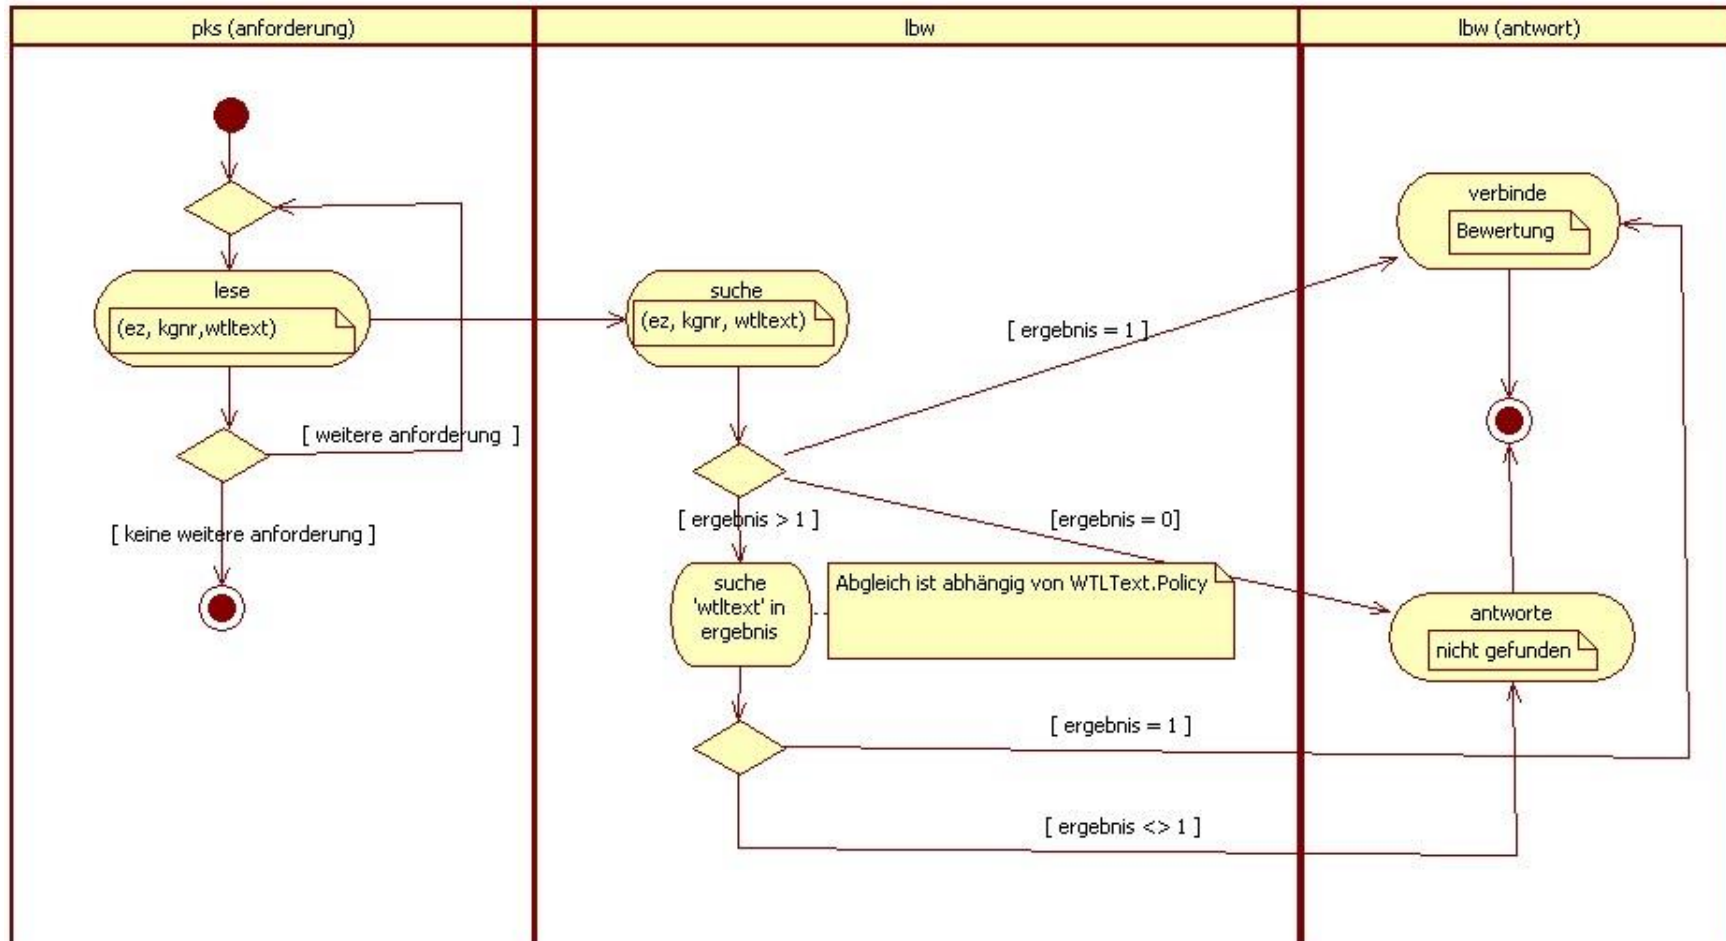 pks (anforderung)
lbw
lbw (antwort)
lese
(ez, kgnr,wtltext)
[ weitere anforderung ]
[ keine weitere anforderung ]
suche
(ez, kgnr, wtltext)
[ ergebnis = 1 ]
[ ergebnis > 1 ]
[ergebnis = 0]
suche
'wtltext' in
ergebnis
Abgleich ist abhängig von WTLText.Policy
[ ergebnis = 1 ]
[ ergebnis <> 1 ]
verbinde
Bewertung
antworte
nicht gefunden